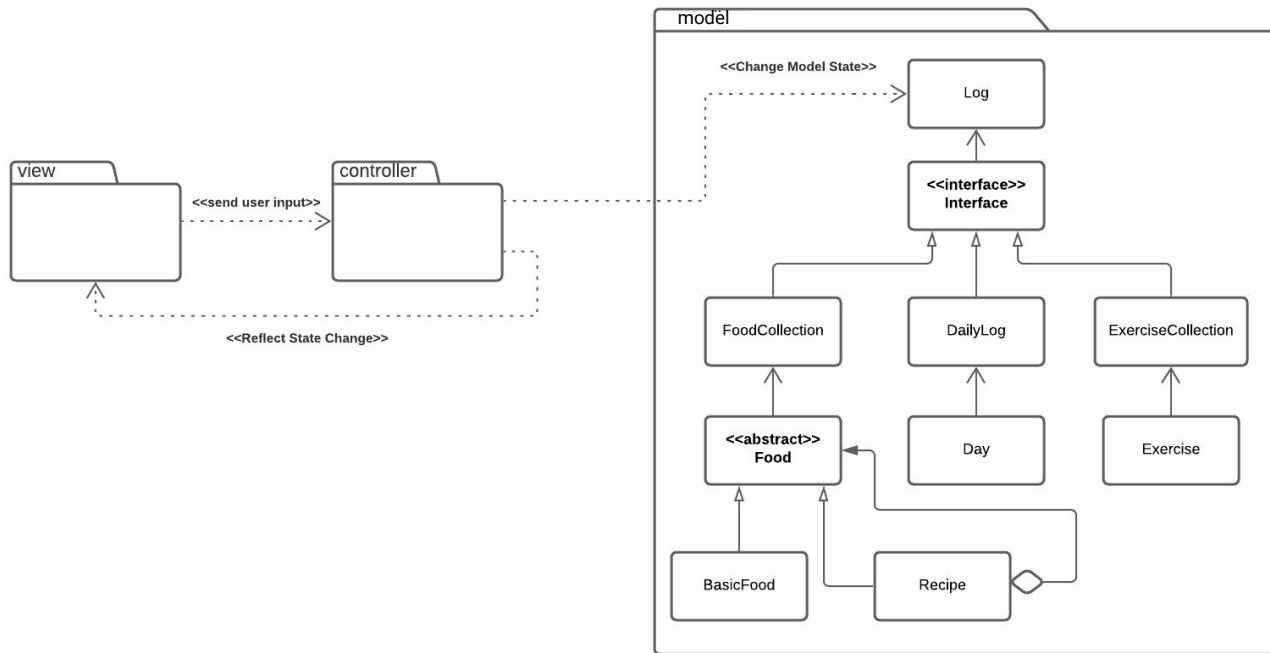 model
<<Change Model State>>
Log
view
controller
<<send user input>>
<<interface>>
Interface
<<Reflect State Change>>
FoodCollection
DailyLog
ExerciseCollection
<<abstract>>
Food
Day
Exercise
BasicFood
Recipe